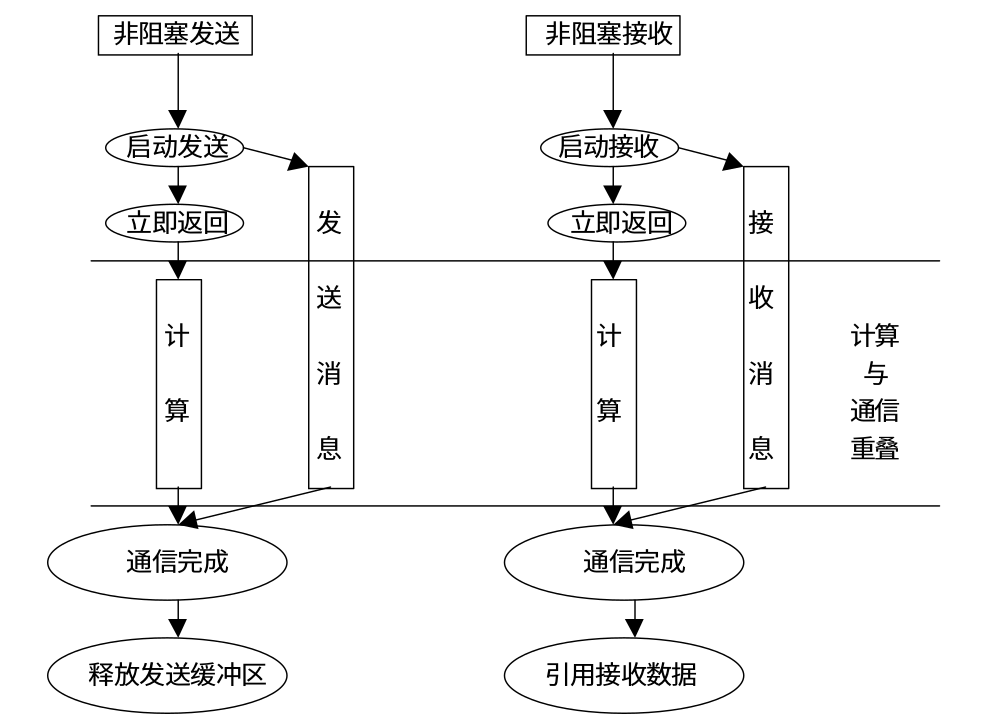 非阻塞发送
非阻塞接收
启动发送
启动接收
立即返回
立即返回
发送消息
接收消息
计算
计算
计算
与
通信
重叠
通信完成
通信完成
释放发送缓冲区
引用接收数据